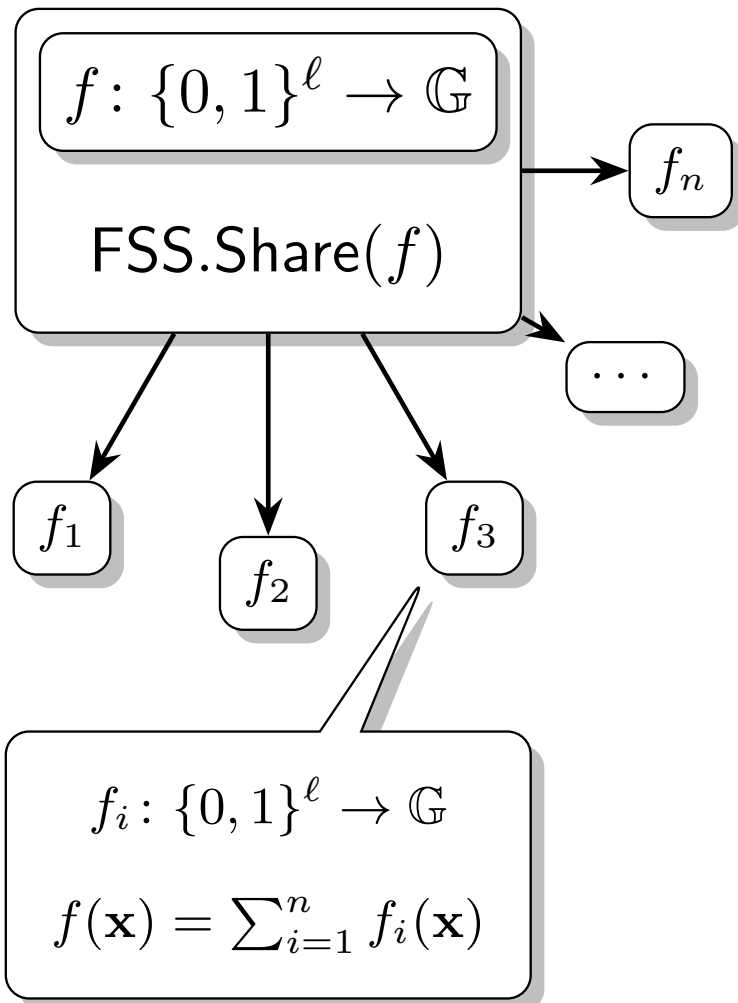 f : {0, 1}^ℓ → 𝔾
FSS.Share(f)
f_n
···
f_1
f_2
f_3
f_i : {0, 1}^ℓ → 𝔾
f(𝐱) = ∑_{i=1}^n f_i(𝐱)